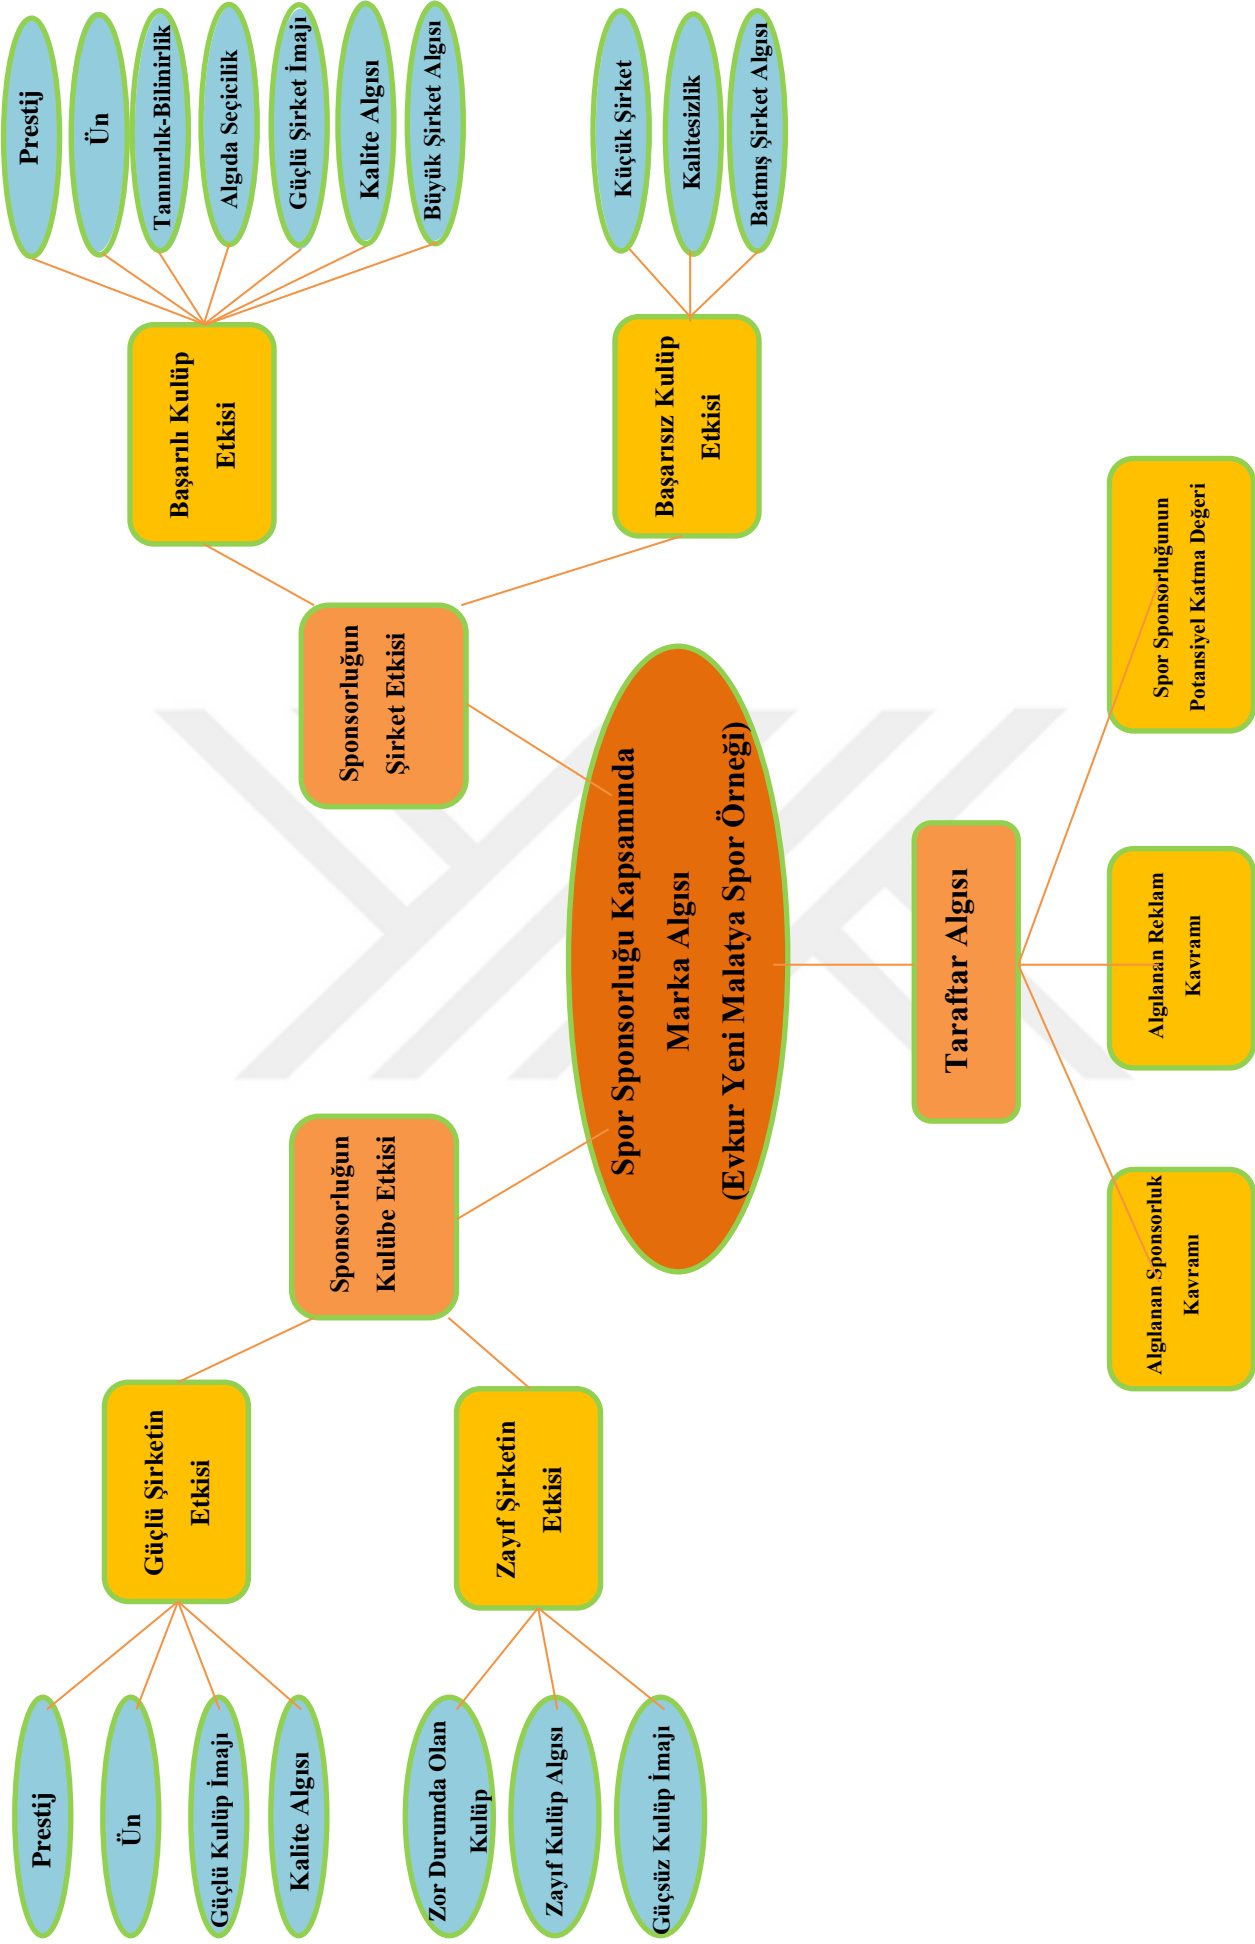 Prestij
Ün
Güçlü Kulüp İmajı
Kalite Algısı
Zor Durumda Olan
Kulüp
Zayıf Kulüp Algısı
Güçsüz Kulüp İmajı
Güçlü Şirketin
Etkisi
Zayıf Şirketin
Etkisi
Sponsorluğun
Kulübe Etkisi
Spor Sponsorluğu Kapsamında
Marka Algısı
(Evkur Yeni Malatya Spor Örneği)
Sponsorluğun
Şirket Etkisi
Başarılı Kulüp
Etkisi
Başarısız Kulüp
Etkisi
Prestij
Ün
Tanınırlık-Bilinirlik
Algıda Seçicilik
Güçlü Şirket İmajı
Kalite Algısı
Büyük Şirket Algısı
Küçük Şirket
Kalitesizlik
Batmış Şirket Algısı
Taraftar Algısı
Algılanan Sponsorluk
Kavramı
Algılanan Reklam
Kavramı
Spor Sponsorluğunun
Potansiyel Katma Değeri